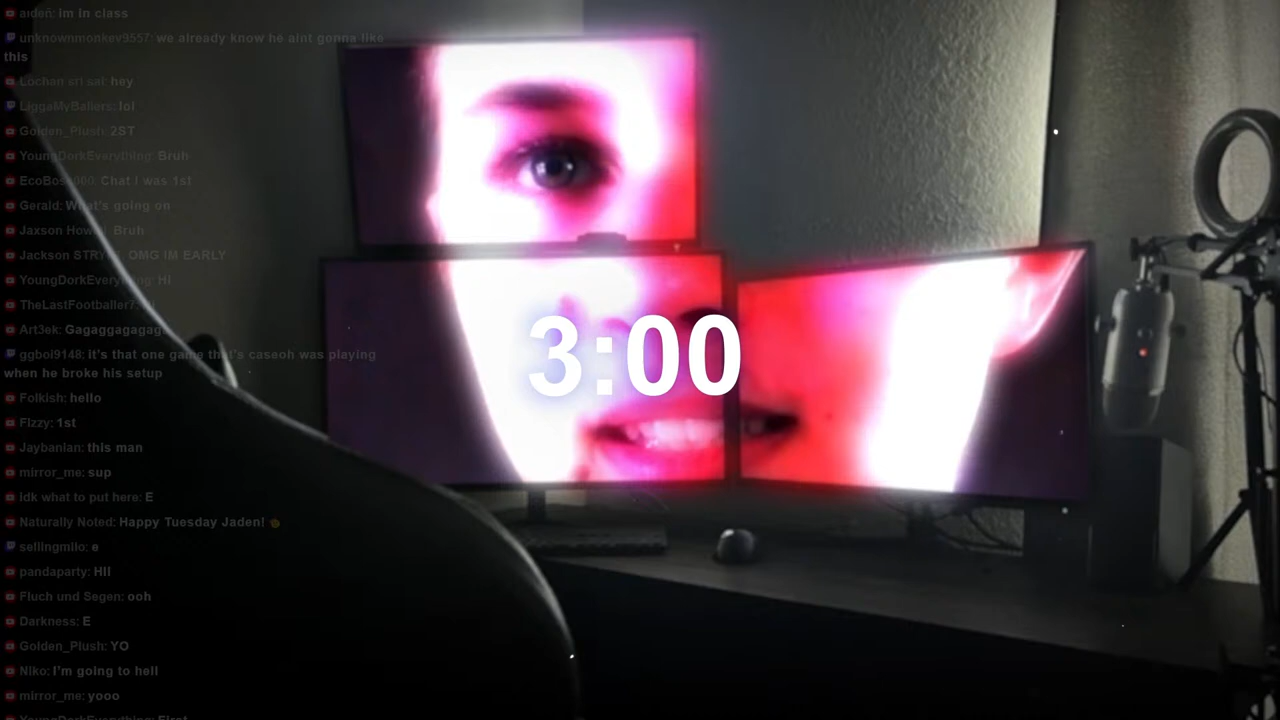 aiden: im in class
unknownmonkey9557: we already know he aint gonna like
this
Lochan sri sai: hey
LiggaMyBallers: lol
Golden_Plush: 2ST
YoungDorkEverything: Bruh
Chat I was 1st
Gerald: What's going on
Jaxson Bruh
Jackson OMG IM EARLY
YoungDorkEverything: HI
TheLastFootballer7:
Art3ek: Gagaggagagaga
ggboi9148: it's that one game that's caseoh was playing
when he broke his setup
Folkish: hello
Fizzy: 1st
Jaybanian: this man
mirror_me: sup
idk what to put here: E
Naturally Noted: Happy Tuesday Jaden!
sellingmilo: e
pandaparty: HII
Fluch und Segen: ooh
Darkness: E
Golden_Plush: YO
Niko: I'm going to hell
mirror_me: yooo
YoungDorkEverything: First
3:00